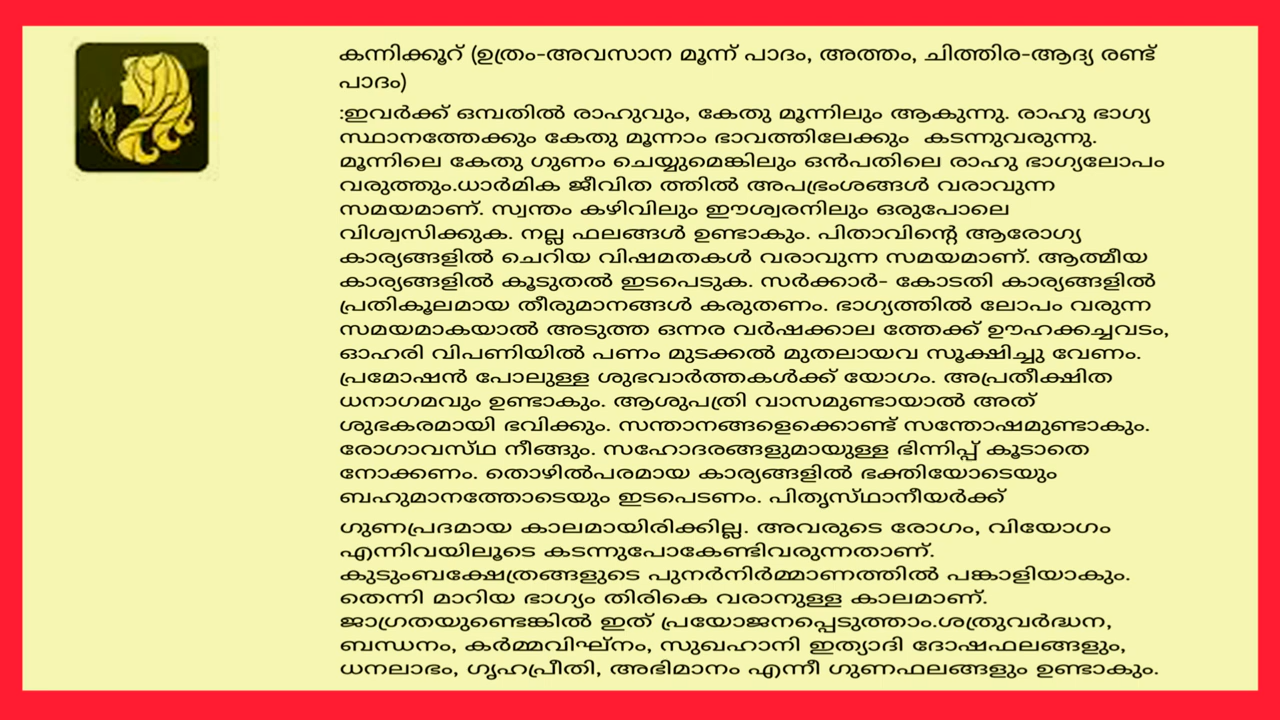 കന്നിക്കൂറ് (ഉത്രം-അവസാന മൂന്ന് പാദം, അത്തം, ചിത്തിര-ആദ്യ രണ്ട്
പാദം)
:ഇവർക്ക് ഒമ്പതിൽ രാഹുവും, കേതു മൂന്നിലും ആകുന്നു. രാഹു ഭാഗ്യ
സ്ഥാനത്തേക്കും കേതു മൂന്നാം ഭാവത്തിലേക്കും കടന്നുവരുന്നു.
മൂന്നിലെ കേതു ഗുണം ചെയ്യുമെങ്കിലും ഒൻപതിലെ രാഹു ഭാഗ്യലോപം
വരുത്തും.ധാർമിക ജീവിത ത്തിൽ അപഭ്രംശങ്ങൾ വരാവുന്ന
സമയമാണ്. സ്വന്തം കഴിവിലും ഈശ്വരനിലും ഒരുപോലെ
വിശ്വസിക്കുക. നല്ല ഫലങ്ങൾ ഉണ്ടാകും. പിതാവിന്റെ ആരോഗ്യ
കാര്യങ്ങളിൽ ചെറിയ വിഷമതകൾ വരാവുന്ന സമയമാണ്. ആത്മീയ
കാര്യങ്ങളിൽ കൂടുതൽ ഇടപെടുക. സർക്കാർ- കോടതി കാര്യങ്ങളിൽ
പ്രതികൂലമായ തീരുമാനങ്ങൾ കരുതണം. ഭാഗ്യത്തിൽ ലോപം വരുന്ന
സമയമാകയാൽ അടുത്ത ഒന്നര വർഷക്കാല ത്തേക്ക് ഊഹക്കച്ചവടം,
ഓഹരി വിപണിയിൽ പണം മുടക്കൽ മുതലായവ സൂക്ഷിച്ചു വേണം.
പ്രമോഷൻ പോലുള്ള ശുഭവാർത്തകൾക്ക് യോഗം. അപ്രതീക്ഷിത
ധനാഗമവും ഉണ്ടാകും. ആശുപത്രി വാസമുണ്ടായാൽ അത്
ശുഭകരമായി ഭവിക്കും. സന്താനങ്ങളെക്കൊണ്ട് സന്തോഷമുണ്ടാകും.
രോഗാവസ്ഥ നീങ്ങും. സഹോദരങ്ങളുമായുള്ള ഭിന്നിപ്പ് കൂടാതെ
നോക്കണം. തൊഴിൽപരമായ കാര്യങ്ങളിൽ ഭക്തിയോടെയും
ബഹുമാനത്തോടെയും ഇടപെടണം. പിതൃസ്ഥാനീയർക്ക്
ഗുണപ്രദമായ കാലമായിരിക്കില്ല. അവരുടെ രോഗം, വിയോഗം
എന്നിവയിലൂടെ കടന്നുപോകേണ്ടിവരുന്നതാണ്.
കുടുംബക്ഷേത്രങ്ങളുടെ പുനർനിർമ്മാണത്തിൽ പങ്കാളിയാകും.
തെന്നി മാറിയ ഭാഗ്യം തിരികെ വരാനുള്ള കാലമാണ്.
ജാഗ്രതയുണ്ടെങ്കിൽ ഇത് പ്രയോജനപ്പെടുത്താം.ശത്രുവർദ്ധന,
ബന്ധനം, കർമ്മവിഘ്നം, സുഖഹാനി ഇത്യാദി ദോഷഫലങ്ങളും,
ധനലാഭം, ഗൃഹപ്രീതി, അഭിമാനം എന്നീ ഗുണഫലങ്ങളും ഉണ്ടാകും.